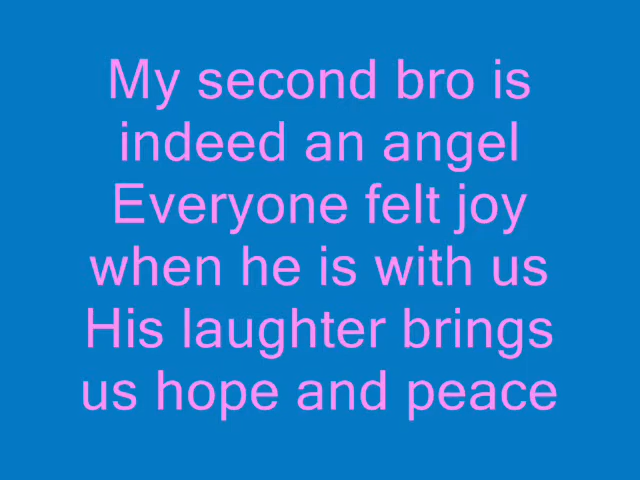 My second bro is
indeed an angel
Everyone felt joy
when he is with us
His laughter brings
us hope and peace